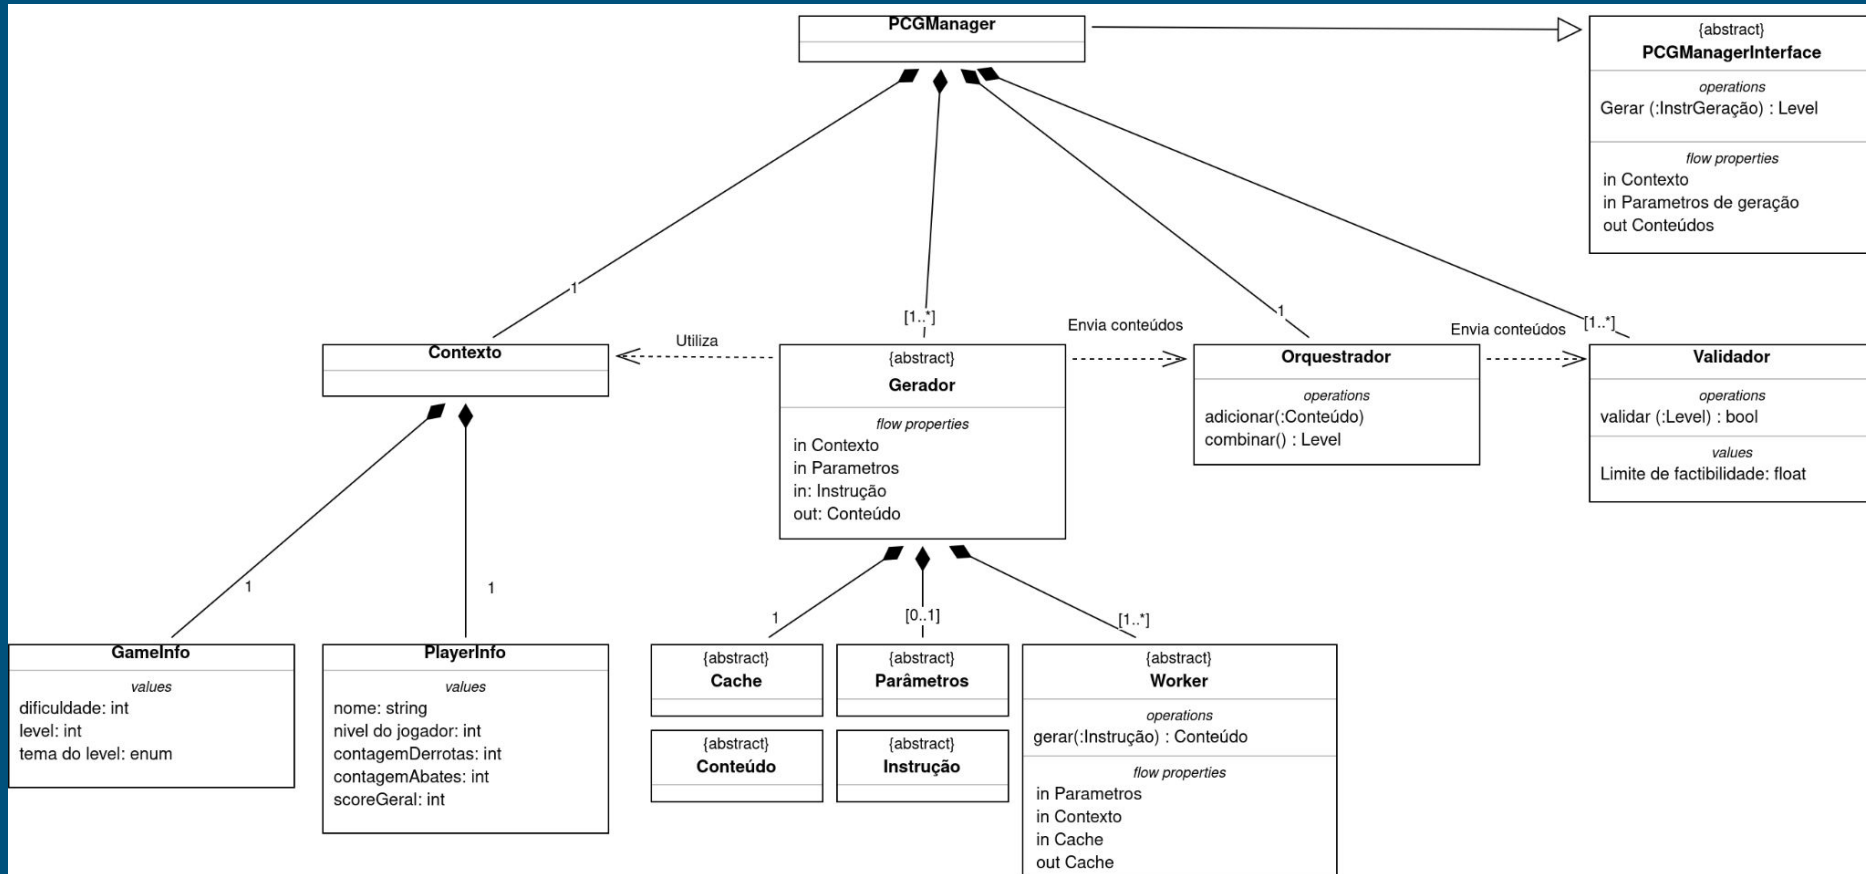 PCGManager
{abstract}
PCGManagerInterface
operations
Gerar (:InstrGeração) : Level
flow properties
in Contexto
in Parametros de geração
out Conteúdos
1
[1..*]
1
[1..*]
Utiliza
Envia conteúdos
Envia conteúdos
Contexto
{abstract}
Gerador
flow properties
in Contexto
in Parametros
in: Instrução
out: Conteúdo
Orquestrador
operations
adicionar(:Conteúdo)
combinar() : Level
Validador
operations
validar (:Level) : bool
values
Limite de factibilidade: float
1
1
1
[0..1]
[1..*]
GameInfo
values
dificuldade: int
level: int
tema do level: enum
PlayerInfo
values
nome: string
nivel do jogador: int
contagemDerrotas: int
contagemAbates: int
scoreGeral: int
{abstract}
Cache
{abstract}
Parâmetros
{abstract}
Conteúdo
{abstract}
Instrução
{abstract}
Worker
operations
gerar(:Instrução) : Conteúdo
flow properties
in Parametros
in Contexto
in Cache
out Cache